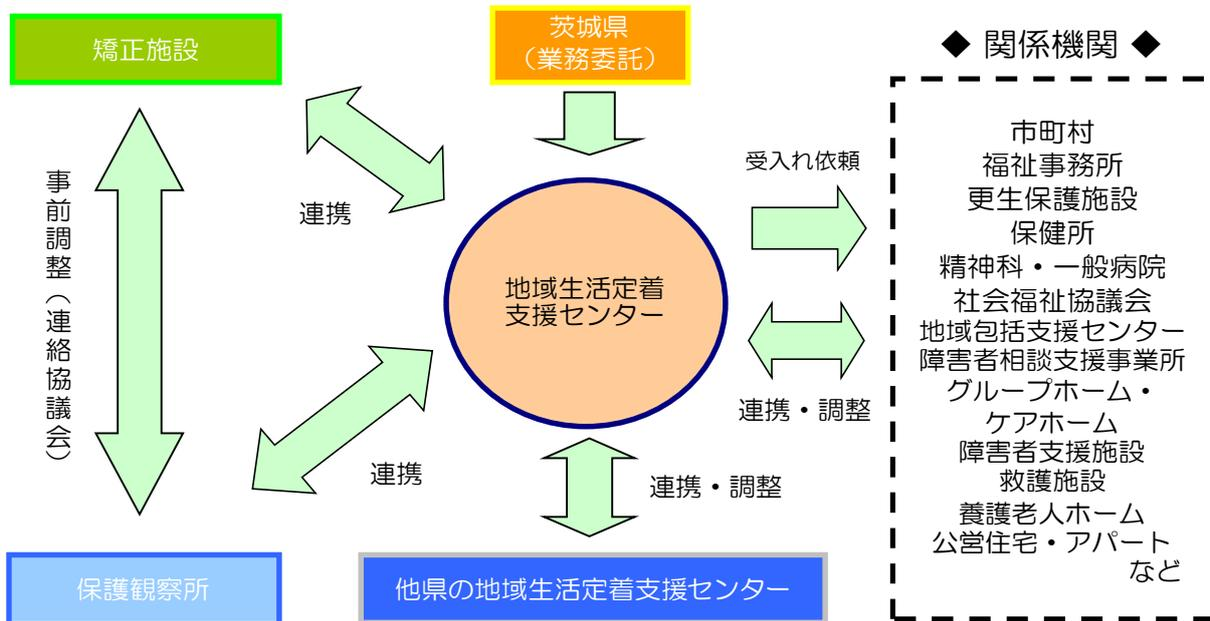 矯正施設
茨城県
（業務委託）
◆ 関係機関 ◆
事前調整（連絡協議会）
連携
地域生活定着
支援センター
受入れ依頼
連携・調整
連携
連携・調整
保護観察所
他県の地域生活定着支援センター
市町村
福祉事務所
更生保護施設
保健所
精神科・一般病院
社会福祉協議会
地域包括支援センター
障害者相談支援事業所
グループホーム・
ケアホーム
障害者支援施設
救護施設
養護老人ホーム
公営住宅・アパート
など